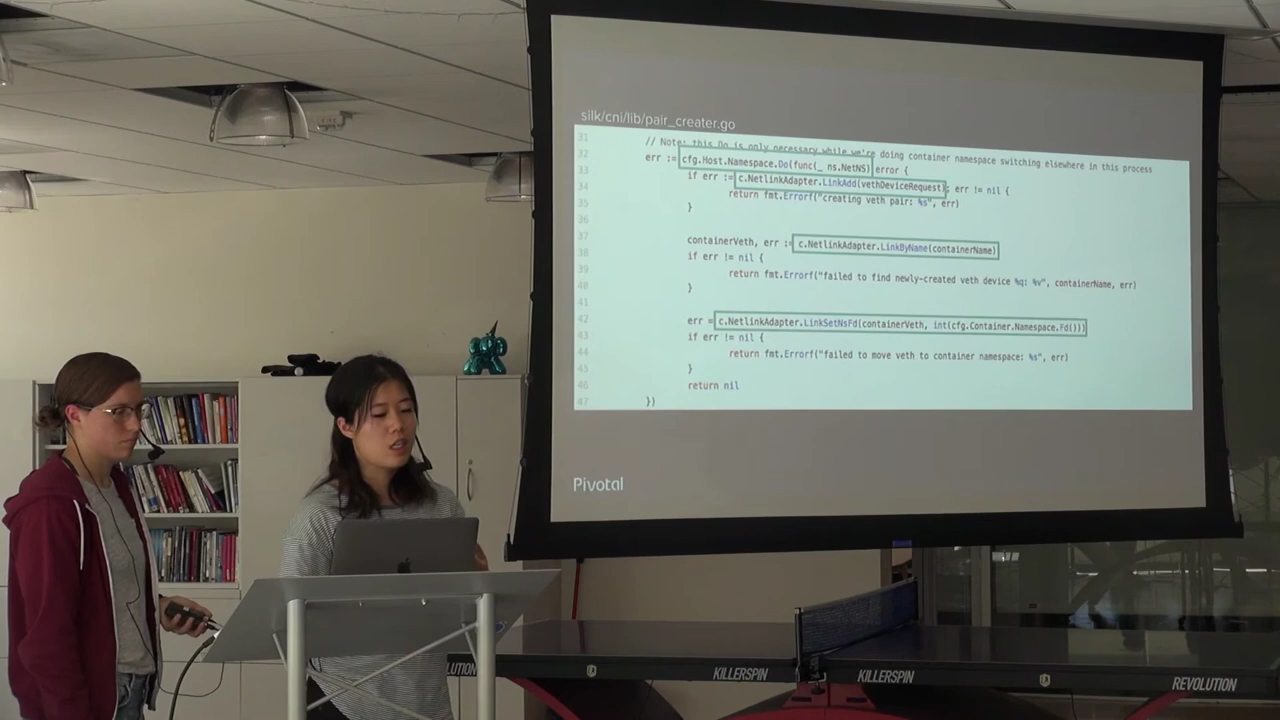 silk/cni/lib/pair_creater.go
31 // Note: this Do is only necessary while we're doing container namespace switching elsewhere in this process
32 err := cfg.Host.Namespace.Do(func(_ ns.NetNS) error {
33 if err := c.NetlinkAdapter.LinkAdd(vethDeviceRequest); err != nil {
34 return fmt.Errorf("creating veth pair: %s", err)
35 }
36
37 containerVeth, err := c.NetlinkAdapter.LinkByName(containerName)
38 if err != nil {
39 return fmt.Errorf("failed to find newly-created veth device %q: %v", containerName, err)
40 }
41
42 err = c.NetlinkAdapter.LinkSetNsFd(containerVeth, int(cfg.Container.Namespace.Fd()))
43 if err != nil {
44 return fmt.Errorf("failed to move veth to container namespace: %s", err)
45 }
46 return nil
47 })
Pivotal
LUTION
KILLERSPIN
KILLERSPIN
REVOLUTION